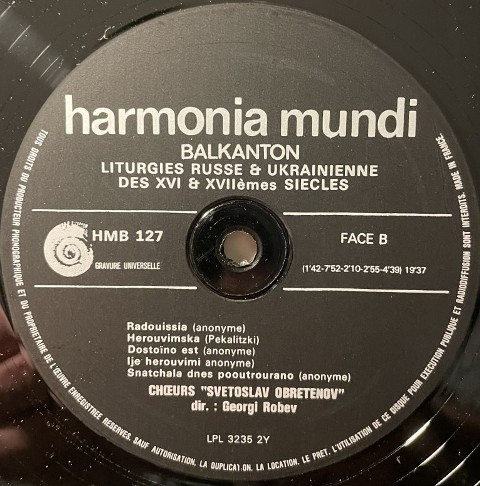 harmonia mundi
BALKANTON
LITURGIES RUSSE & UKRAINIENNE
DES XVI & XVIIèmes SIECLES
HMB 127
FACE B
GRAVURE UNIVERSELLE
(1'42-7'52-2'10-2'55-4'39) 19'37
Radouissia (anonyme)
Herouvimska (Pekalitzki)
Dostoïno est (anonyme)
Ije herouvimi anonyme)
Snatchala dnes pooutrourano (anonyme)
CHŒURS "SVETOSLAV OBRETENOV"
dir. : Georgi Robev
LPL 3236 2Y
TOUS DROITS DU PRODUCTEUR PHONOGRAPHIQUE ET DU PROPRIETAIRE DE L'ŒUVRE ENREGISTREE RESERVES. SAUF AUTORISATION. LA DUPLICATION. LA LOCATION. LE PRET. L'UTILISATION DE CE DISQUE POUR EXECUTION PUBLIQUE ET RADIODIFFUSION SONT INTERDITS. MADE IN FRANCE.